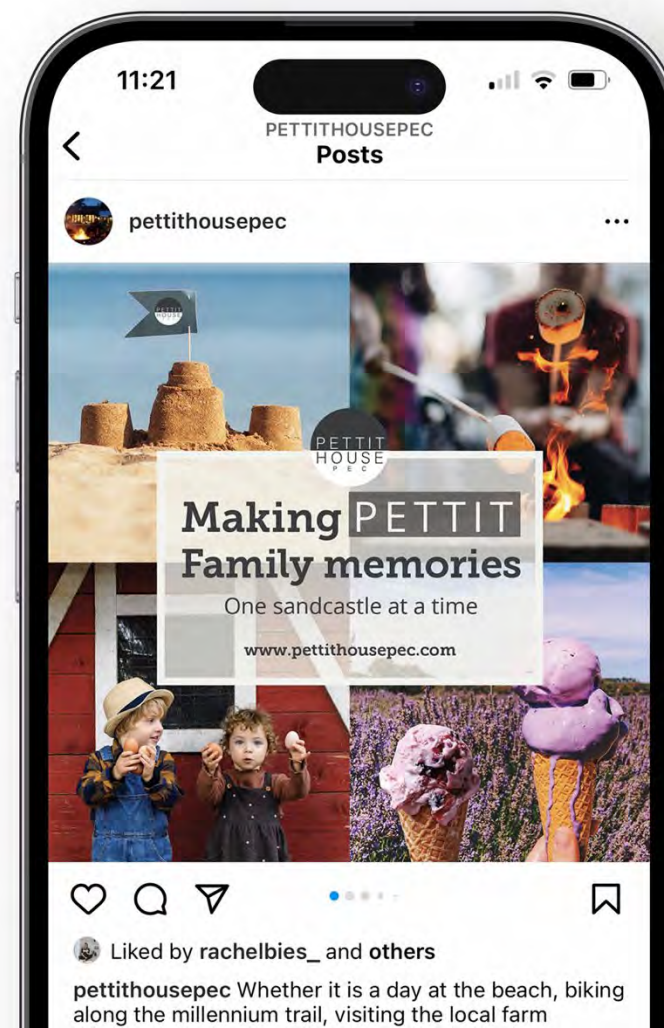 11:21
PETTITHOUSEPEC
Posts
pettithousepec
PETTIT
HOUSE
PETTIT
HOUSE
PEC
Making PETTIT
Family memories
One sandcastle at a time
www.pettithousepec.com
Liked by rachelbies_ and others
pettithousepec Whether it is a day at the beach, biking
along the millennium trail, visiting the local farm